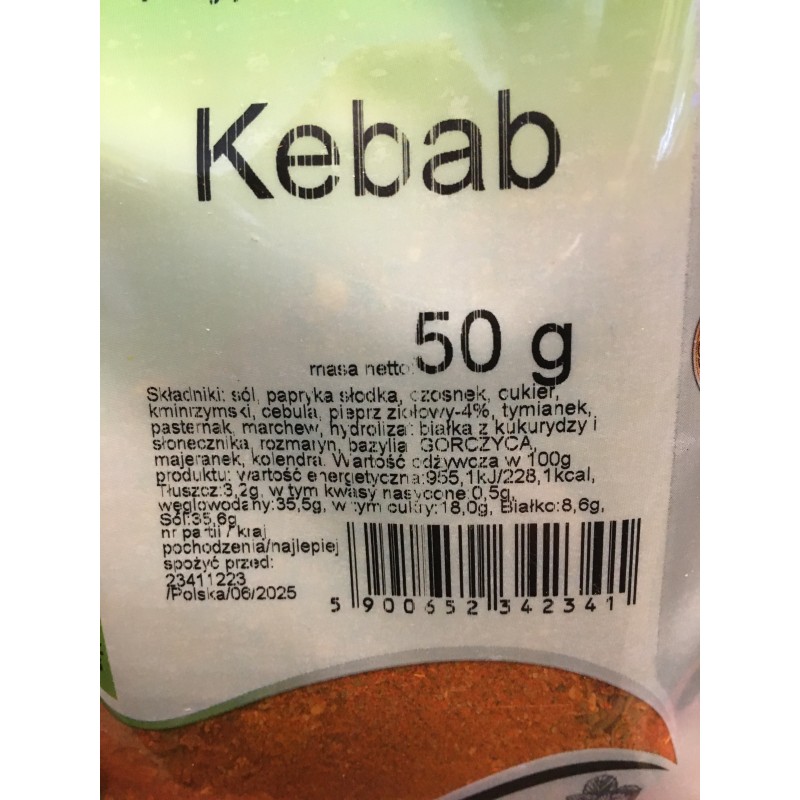 Kebab
masa netto: 50 g
Składniki: sól, papryka słodka, czosnek, cukier,
kminrzymski, cebula, pieprz ziołowy-4%, tymianek,
pasternak, marchew, hydrolizat białka z kukurydzy i
słonecznika, rozmaryn, bazylia GORCZYCA,
majeranek, kolendra. Wartość odżywcza w 100g
produktu: wartość energetyczna:955,1kJ/228,1kcal,
Tłuszcz:3,2g, w tym kwasy nasycone:0,5g,
węglowodany:35,5g, w tym cukry:18,0g, Białko:8,6g,
Sól:35,6g
nr partii / kraj
pochodzenia/najlepiej
spożyć przed:
23411223
/Polska/06/2025
5 900652 342341